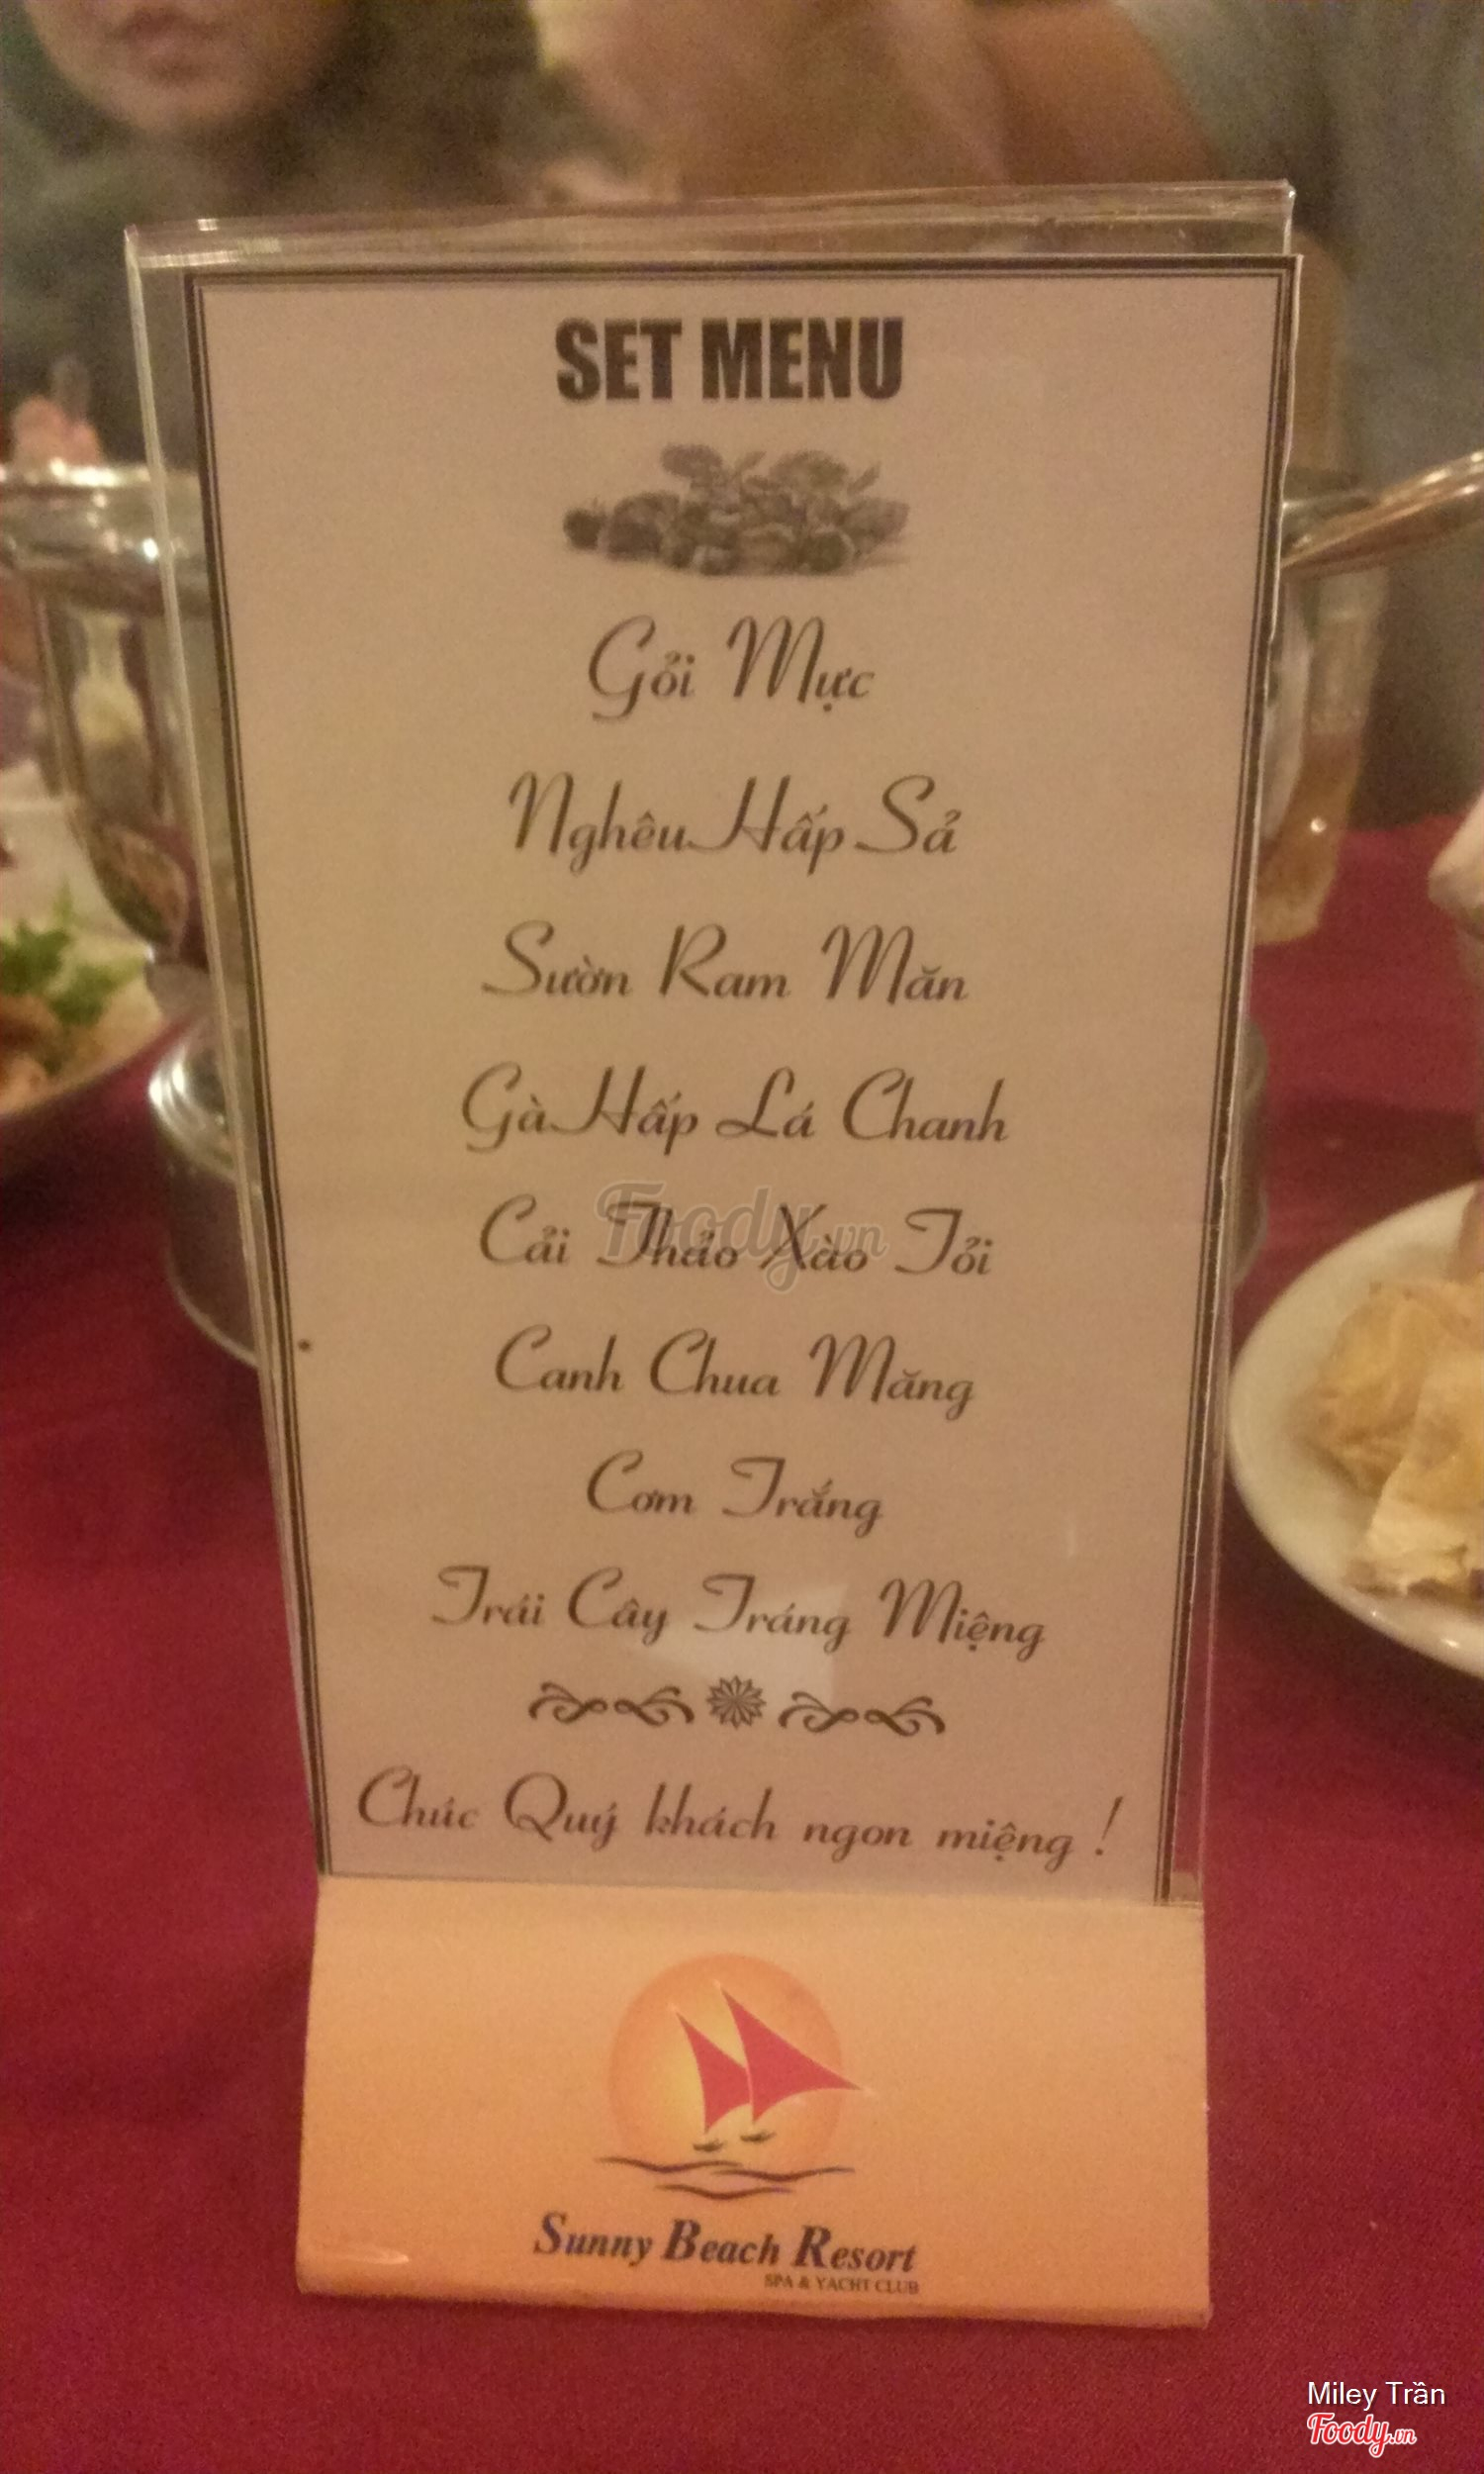 SET MENU
Gỏi Mực
Nghêu Hấp Sả
Sườn Ram Măn
Gà Hấp Lá Chanh
Cải Thảo Xào Tỏi
Foody.vn
Canh Chua Măng
Cơm Trắng
Trái Cây Tráng Miệng
Chúc Quý khách ngon miệng !
Sunny Beach Resort
SPA & YACHT CLUB
Miley Trần
Foody.vn